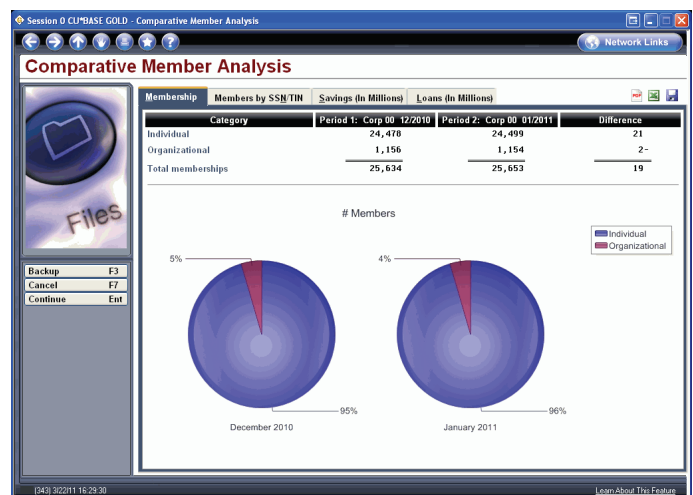 Session 0 CU*BASE GOLD - Comparative Member Analysis
Network Links
Comparative Member Analysis
Membership Members by SSN/TIN Savings (In Millions) Loans (In Millions)
PDF
Category Period 1: Corp 00 12/2010 Period 2: Corp 00 01/2011 Difference
Individual 24,478 24,499 21
Organizational 1,156 1,154 2-
Total memberships 25,634 25,653 19
Files
# Members
Individual
Organizational
5% 4%
Backup F3
Cancel F7
Continue Ent
95% 96%
December 2010 January 2011
(343) 3/22/11 16:29:30 Learn About This Feature